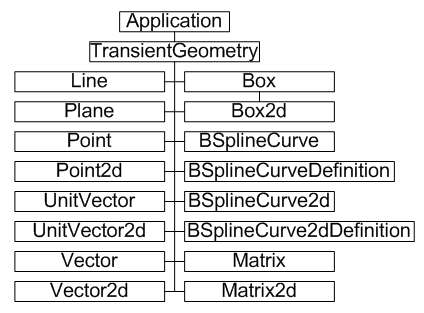 Application
TransientGeometry
Line
Box
Plane
Box2d
Point
BSplineCurve
Point2d
BSplineCurveDefinition
UnitVector
BSplineCurve2d
UnitVector2d
BSplineCurve2dDefinition
Vector
Matrix
Vector2d
Matrix2d